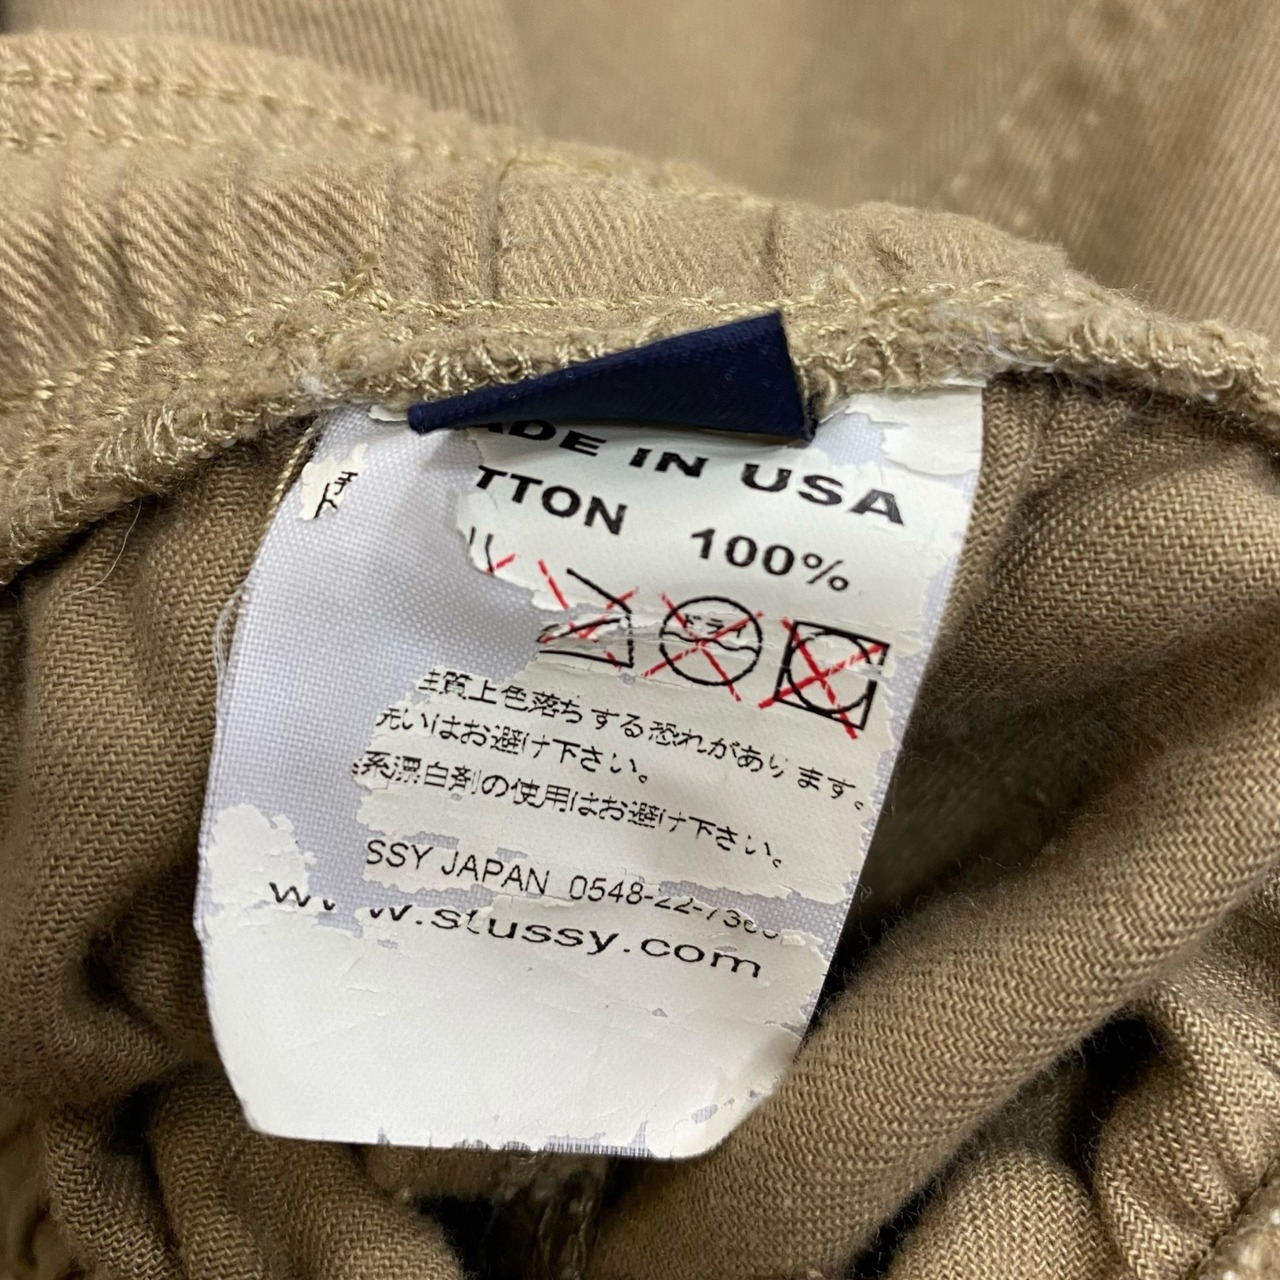 ADE IN USA
TTON 100%
ドライ
質上色落ちする恐れがあります。
洗いはお避け下さい。
系漂白剤の使用はお避け下さい。
SSY JAPAN 0548-22-
www.stussy.com